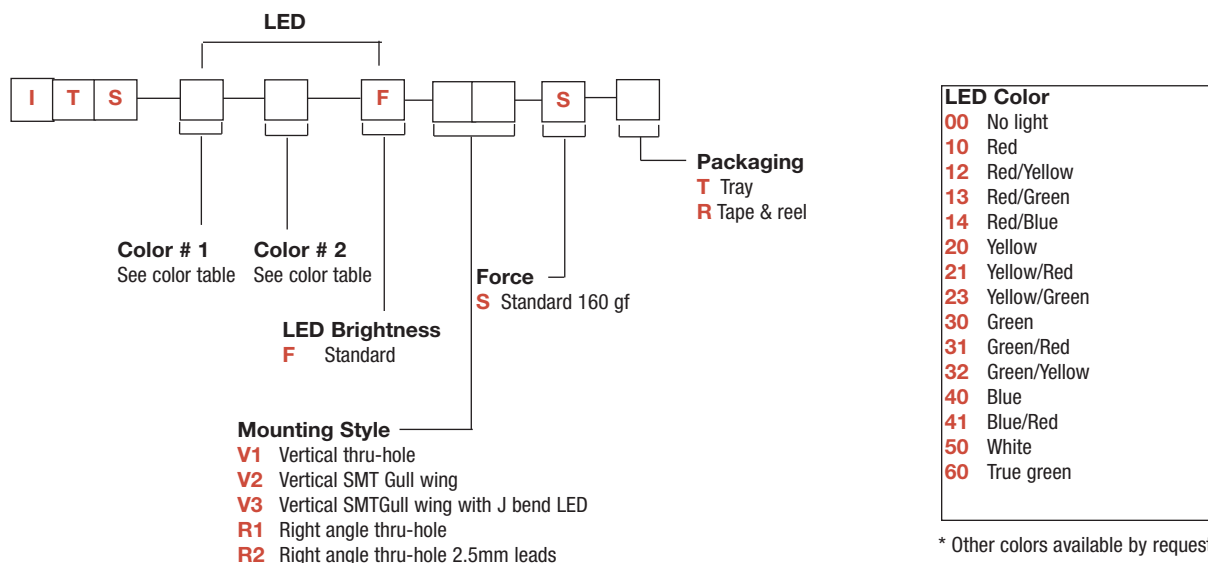 LED
I T S F S
Packaging
T Tray
R Tape & reel
Color # 1
See color table
Color # 2
See color table
Force
S Standard 160 gf
LED Brightness
F Standard
Mounting Style
V1 Vertical thru-hole
V2 Vertical SMT Gull wing
V3 Vertical SMTGull wing with J bend LED
R1 Right angle thru-hole
R2 Right angle thru-hole 2.5mm leads
LED Color
00 No light
10 Red
12 Red/Yellow
13 Red/Green
14 Red/Blue
20 Yellow
21 Yellow/Red
23 Yellow/Green
30 Green
31 Green/Red
32 Green/Yellow
40 Blue
41 Blue/Red
50 White
60 True green
* Other colors available by request